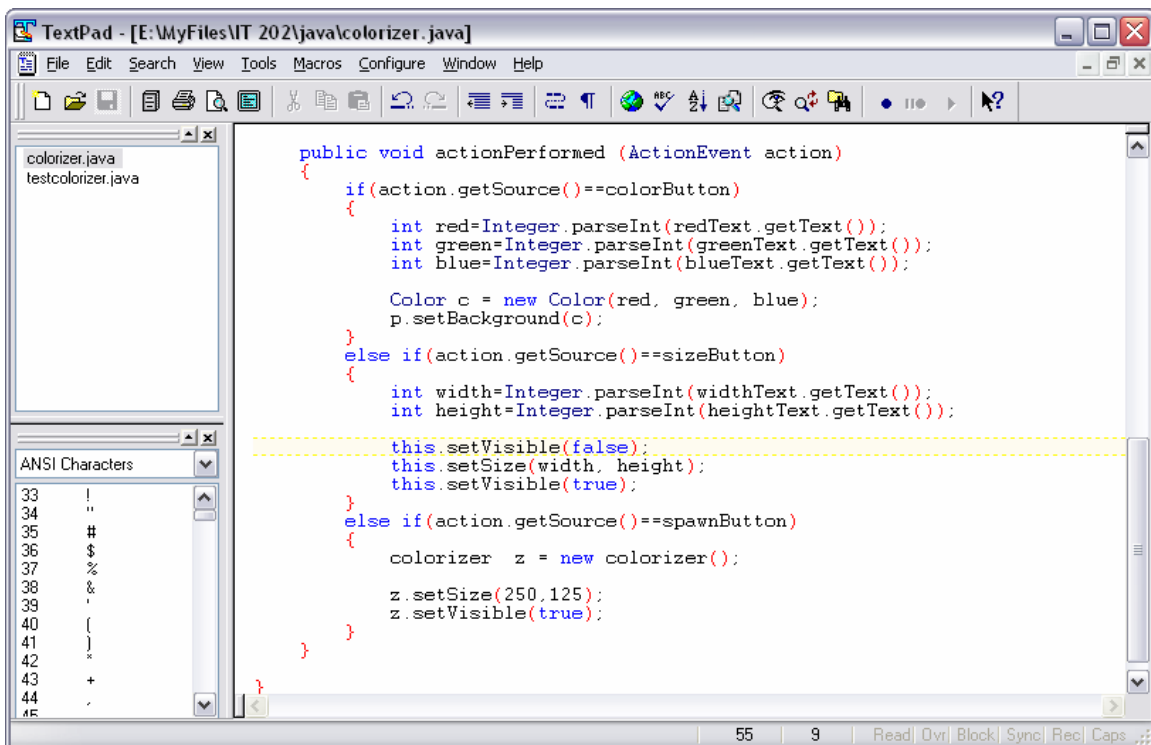 TextPad - [E:\MyFiles\IT 202\java\colorizer.java]
File Edit Search View Tools Macros Configure Window Help
colorizer.java
testcolorizer.java
public void actionPerformed (ActionEvent action)
{
if(action.getSource()==colorButton)
{
int red=Integer.parseInt(redText.getText());
int green=Integer.parseInt(greenText.getText());
int blue=Integer.parseInt(blueText.getText());
Color c = new Color(red, green, blue);
p.setBackground(c);
}
else if(action.getSource()==sizeButton)
{
int width=Integer.parseInt(widthText.getText());
int height=Integer.parseInt(heightText.getText());
this.setVisible(false);
this.setSize(width, height);
this.setVisible(true);
}
else if(action.getSource()==spawnButton)
{
colorizer  z = new colorizer();
z.setSize(250,125);
z.setVisible(true);
}
}
}
ANSI Characters
33 !
34 "
35 #
36 $
37 %
38 &
39 '
40 (
41 )
42 *
43 +
44 ,
45
55 9 Read Ovr Block Sync Rec Caps